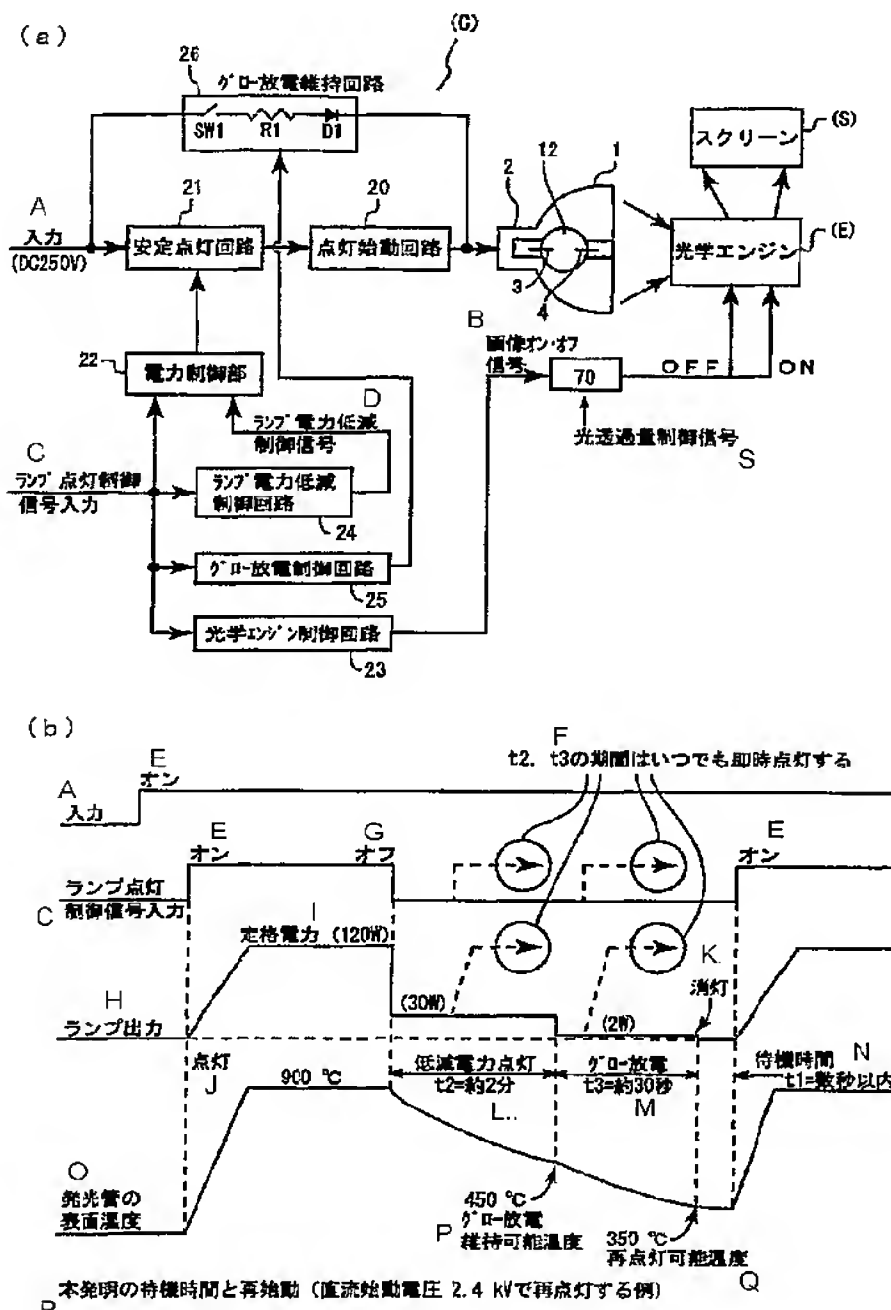 (a)
(G)
26
グロー放電維持回路
SW1 R1 D1
スクリーン
(S)
A
入力
(DC250V)
21
安定点灯回路
20
点灯始動回路
2
12
1
3
4
光学エンジン
(E)
B
画像オン・オフ
信号
70
OFF
ON
光透過量制御信号
S
22
電力制御部
D
ランプ電力低減
制御信号
C
ランプ点灯制御
信号入力
ランプ電力低減
制御回路
24
グロー放電制御回路
25
光学エンジン制御回路
23
(b)
F
t2. t3の期間はいつでも即時点灯する
E
オン
A
入力
E
オン
G
オフ
E
オン
ランプ点灯
C 制御信号入力
I
定格電力 (120W)
K.
消灯
H
ランプ出力
(30W)
(2W)
点灯
J
900 ℃
低減電力点灯
t2=約2分
L..
グロー放電
t3=約30秒
M
待機時間 N
t1=数秒以内
O
発光管の
表面温度
450 ℃
P グロー放電
維持可能温度
350 ℃
再点灯可能温度
Q
本発明の待機時間と再始動 (直流始動電圧 2.4 kVで再点灯する例)
R